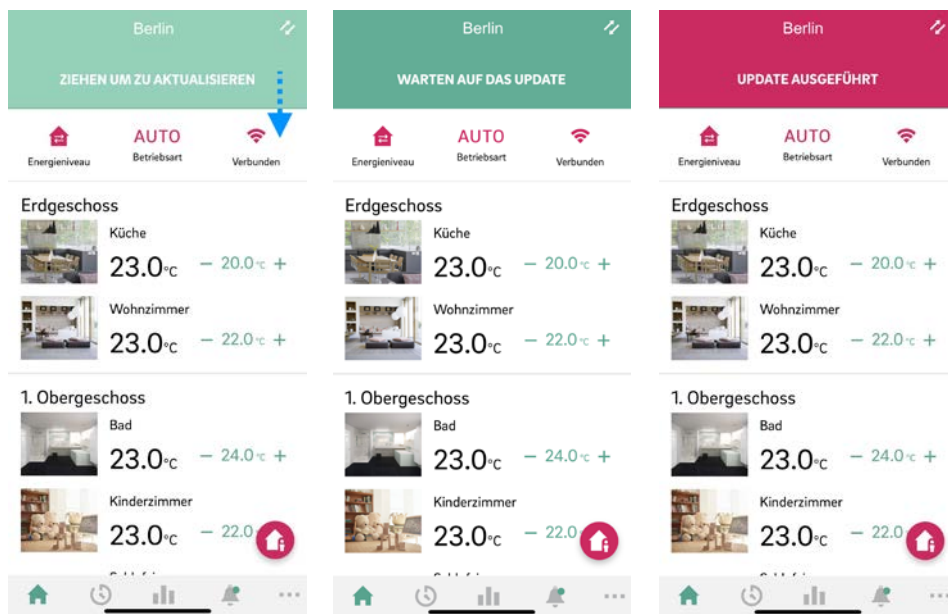 Berlin
ZIEHEN UM ZU AKTUALISIEREN
AUTO
Energieniveau
Betriebsart
Verbunden
Erdgeschoss
Küche
23.0°C
− 20.0°C +
Wohnzimmer
23.0°C
− 22.0°C +
1. Obergeschoss
Bad
23.0°C
− 24.0°C +
Kinderzimmer
23.0°C
− 22.0
Berlin
WARTEN AUF DAS UPDATE
AUTO
Energieniveau
Betriebsart
Verbunden
Erdgeschoss
Küche
23.0°C
− 20.0°C +
Wohnzimmer
23.0°C
− 22.0°C +
1. Obergeschoss
Bad
23.0°C
− 24.0°C +
Kinderzimmer
23.0°C
− 22.0
Berlin
UPDATE AUSGEFÜHRT
AUTO
Energieniveau
Betriebsart
Verbunden
Erdgeschoss
Küche
23.0°C
− 20.0°C +
Wohnzimmer
23.0°C
− 22.0°C +
1. Obergeschoss
Bad
23.0°C
− 24.0°C +
Kinderzimmer
23.0°C
− 22.0